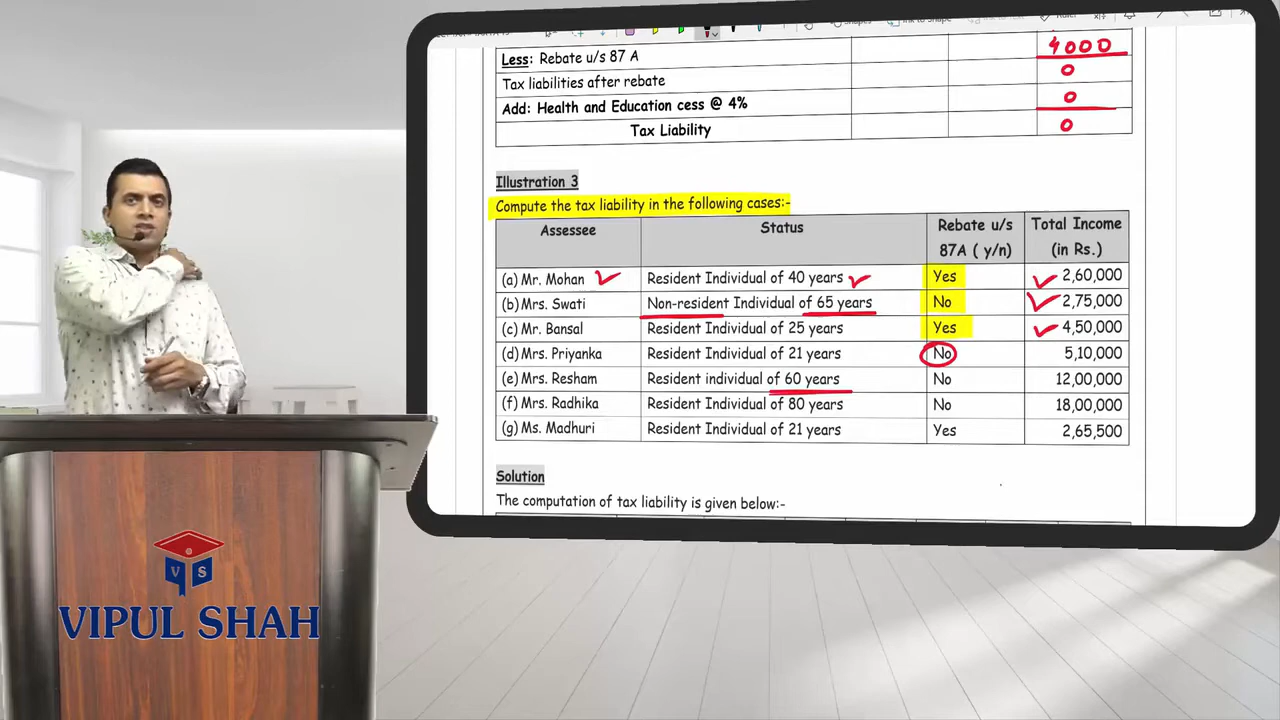 4000
Less: Rebate u/s 87 A
Tax liabilities after rebate 0
Add: Health and Education cess @ 4% 0
Tax Liability 0
Illustration 3
Compute the tax liability in the following cases:-
Assessee Status Rebate u/s 87A ( y/n) Total Income (in Rs.)
(a) Mr. Mohan Resident Individual of 40 years Yes 2,60,000
(b) Mrs. Swati Non-resident Individual of 65 years No 2,75,000
(c) Mr. Bansal Resident Individual of 25 years Yes 4,50,000
(d) Mrs. Priyanka Resident Individual of 21 years No 5,10,000
(e) Mrs. Resham Resident individual of 60 years No 12,00,000
(f) Mrs. Radhika Resident Individual of 80 years No 18,00,000
(g) Ms. Madhuri Resident Individual of 21 years Yes 2,65,500
Solution
The computation of tax liability is given below:-
V S
VIPUL SHAH